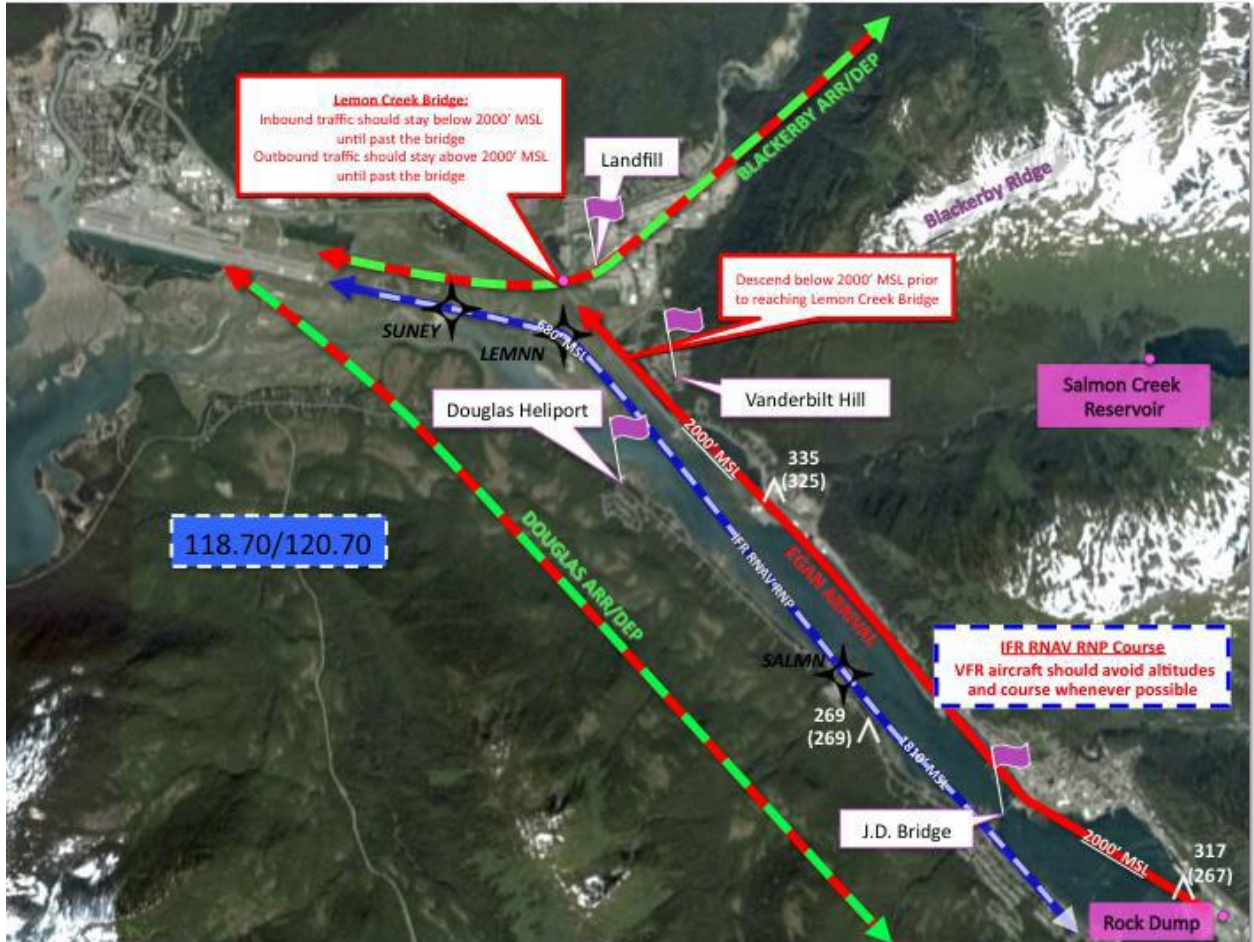 Lemon Creek Bridge:
Inbound traffic should stay below 2000' MSL
until past the bridge
Outbound traffic should stay above 2000' MSL
until past the bridge
BLACKERBY ARR/DEP
Landfill
Blackerby Ridge
Descend below 2000' MSL prior
to reaching Lemon Creek Bridge
SUNEY
LEMNN
680' MSL
Salmon Creek
Reservoir
Vanderbilt Hill
Douglas Heliport
2000' MSL
335
(325)
118.70/120.70
DOUGLAS ARR/DEP
IFR RNAV RNP
EGAN ARRIVAL
IFR RNAV RNP Course
VFR aircraft should avoid altitudes
and course whenever possible
SALMN
269
(269)
1810' MSL
J.D. Bridge
2000' MSL
317
(267)
Rock Dump